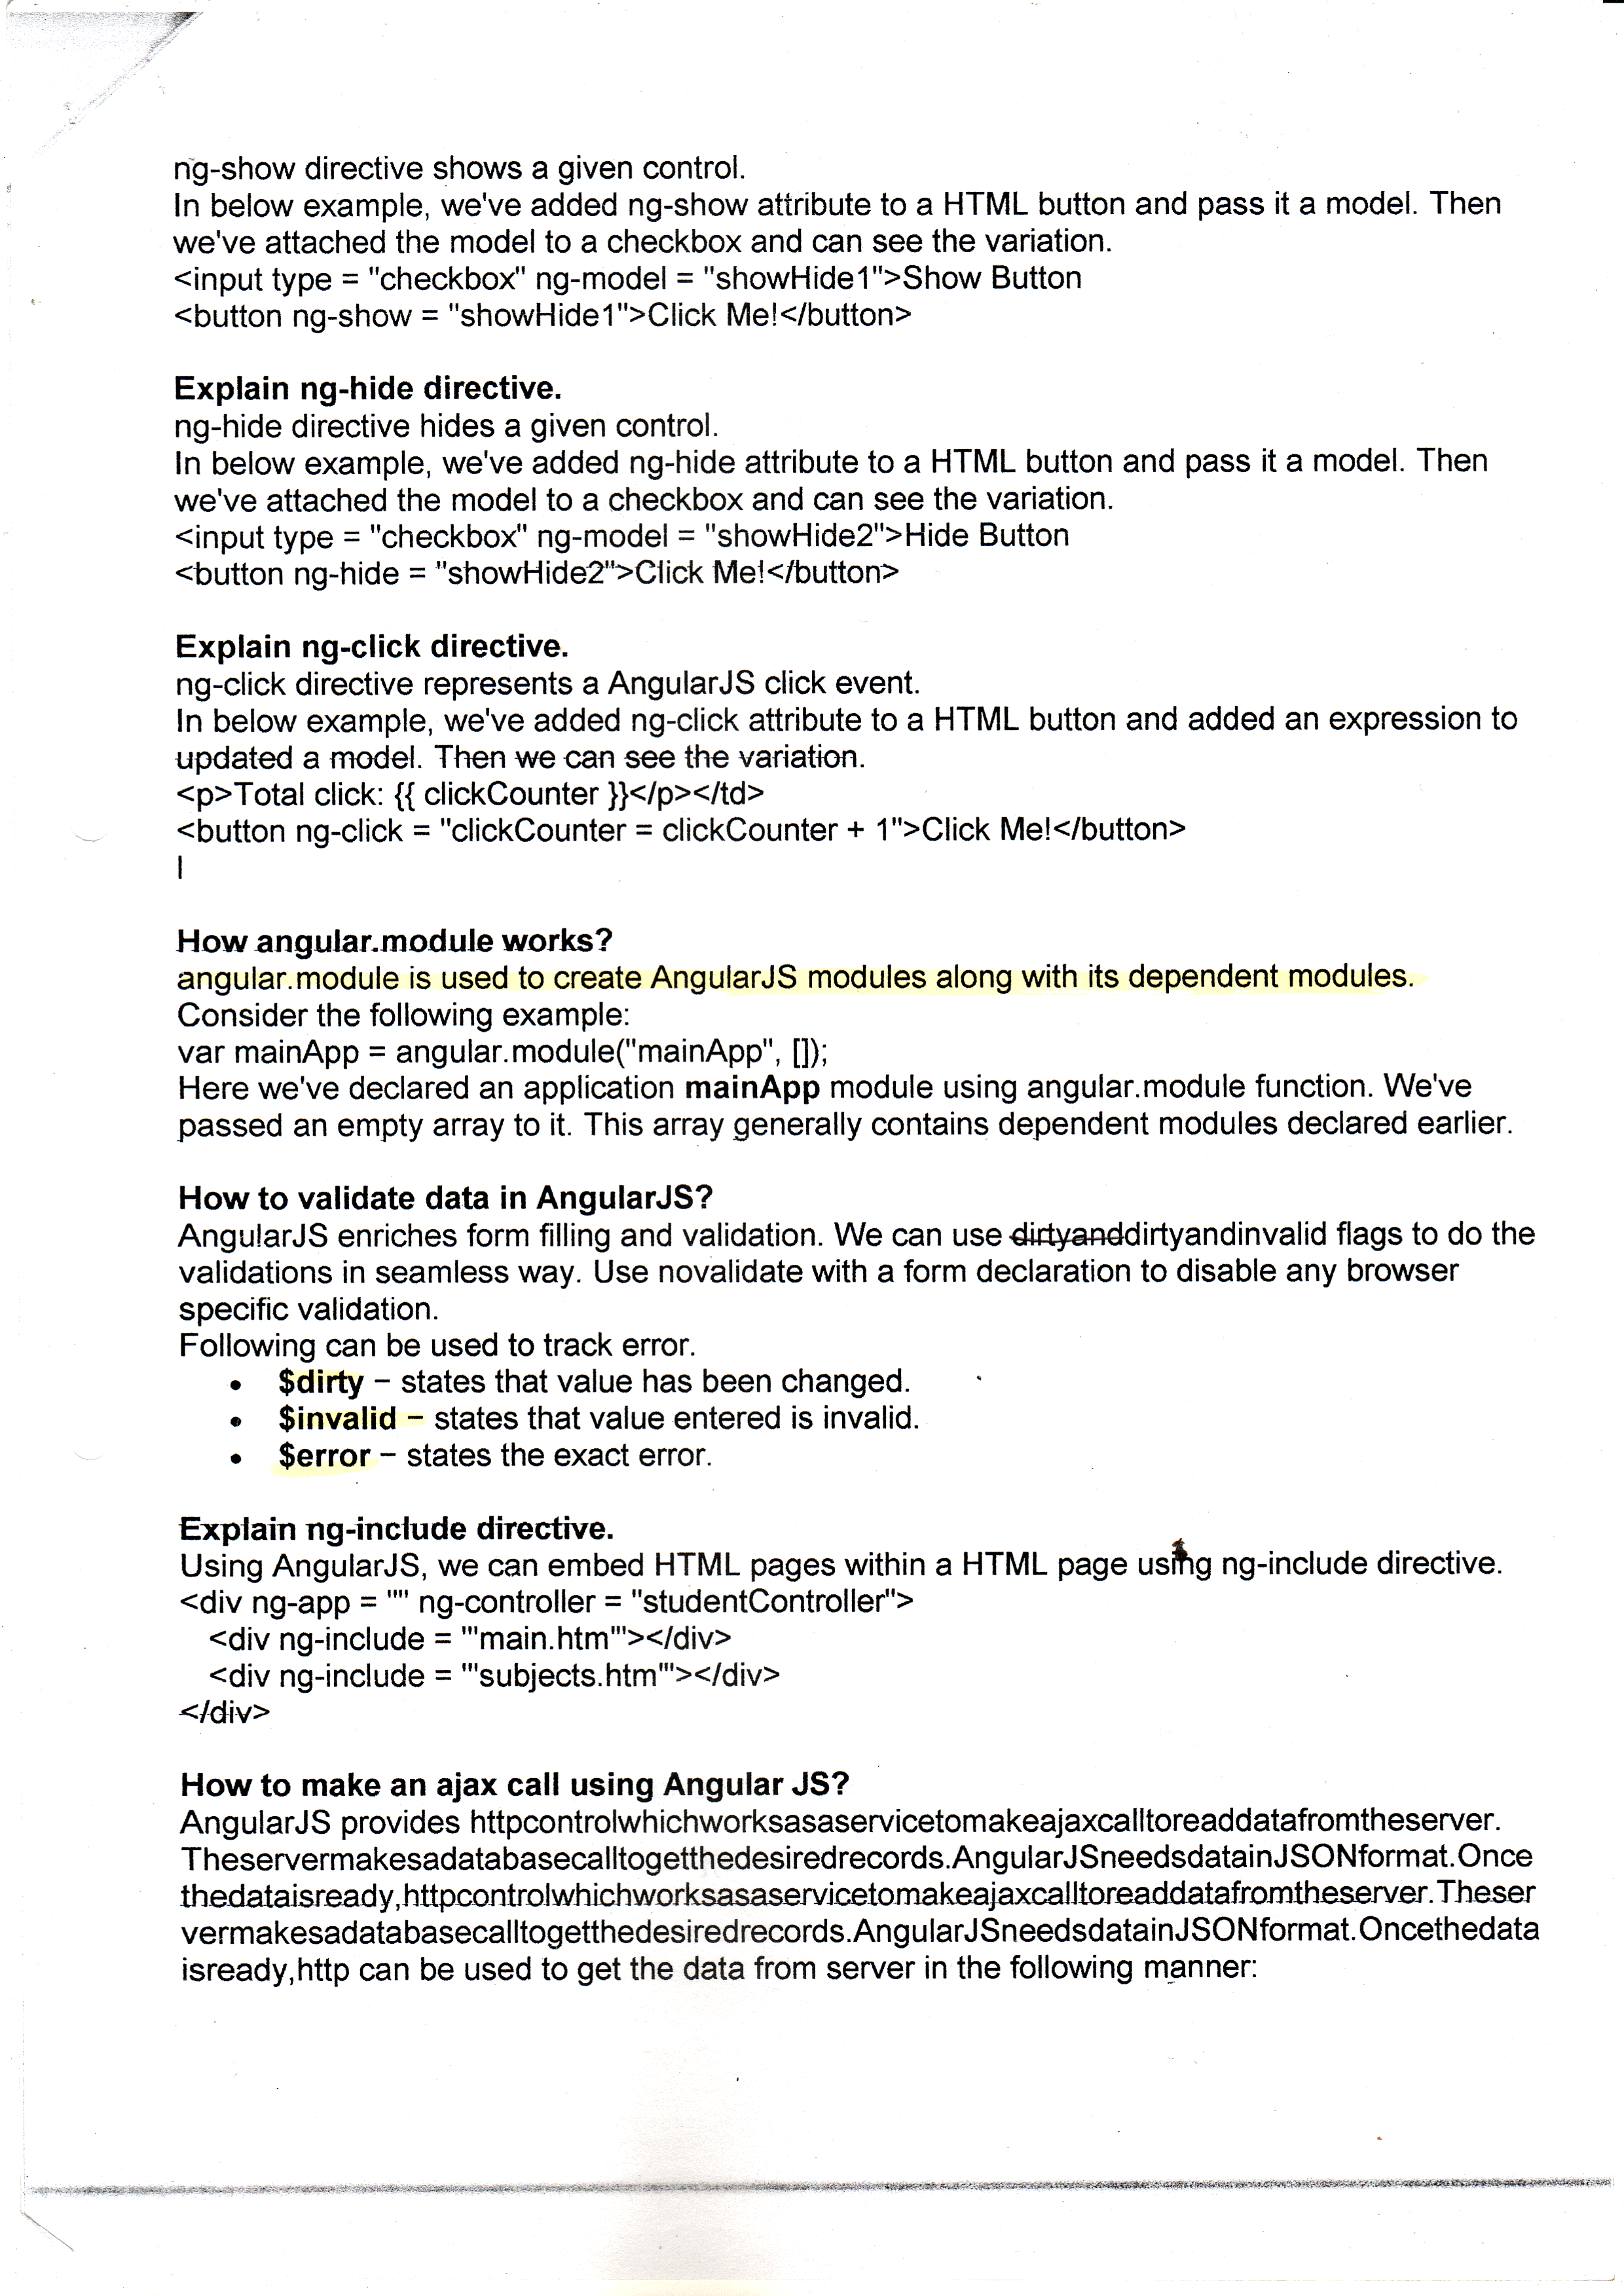 ng-show directive shows a given control.
In below example, we've added ng-show attribute to a HTML button and pass it a model. Then
we've attached the model to a checkbox and can see the variation.
<input type = "checkbox" ng-model = "showHide1">Show Button
<button ng-show = "showHide1">Click Me!</button>
Explain ng-hide directive.
ng-hide directive hides a given control.
In below example, we've added ng-hide attribute to a HTML button and pass it a model. Then
we've attached the model to a checkbox and can see the variation.
<input type = "checkbox" ng-model = "showHide2">Hide Button
<button ng-hide = "showHide2">Click Me!</button>
Explain ng-click directive.
ng-click directive represents a AngularJS click event.
In below example, we've added ng-click attribute to a HTML button and added an expression to
updated a model. Then we can see the variation.
<p>Total click: {{ clickCounter }}</p></td>
<button ng-click = "clickCounter = clickCounter + 1">Click Me!</button>
|
How angular.module works?
angular.module is used to create AngularJS modules along with its dependent modules.
Consider the following example:
var mainApp = angular.module("mainApp", []);
Here we've declared an application mainApp module using angular.module function. We've
passed an empty array to it. This array generally contains dependent modules declared earlier.
How to validate data in AngularJS?
AngularJS enriches form filling and validation. We can use dirtyanddirtyandinvalid flags to do the
validations in seamless way. Use novalidate with a form declaration to disable any browser
specific validation.
Following can be used to track error.
• $dirty − states that value has been changed.
• $invalid − states that value entered is invalid.
• $error − states the exact error.
Explain ng-include directive.
Using AngularJS, we can embed HTML pages within a HTML page using ng-include directive.
<div ng-app = "" ng-controller = "studentController">
<div ng-include = "'main.htm'"></div>
<div ng-include = "'subjects.htm'"></div>
</div>
How to make an ajax call using Angular JS?
AngularJS provides httpcontrolwhichworksasaservicetomakeajaxcalltoreaddatafromtheserver.
Theservermakesadatabasecalltogetthedesiredrecords.AngularJSneedsdatainJSONformat.Once
thedataisready,httpcontrolwhichworksasaservicetomakeajaxcalltoreaddatafromtheserver.Theser
vermakesadatabasecalltogetthedesiredrecords.AngularJSneedsdatainJSONformat.Oncethedata
isready,http can be used to get the data from server in the following manner: